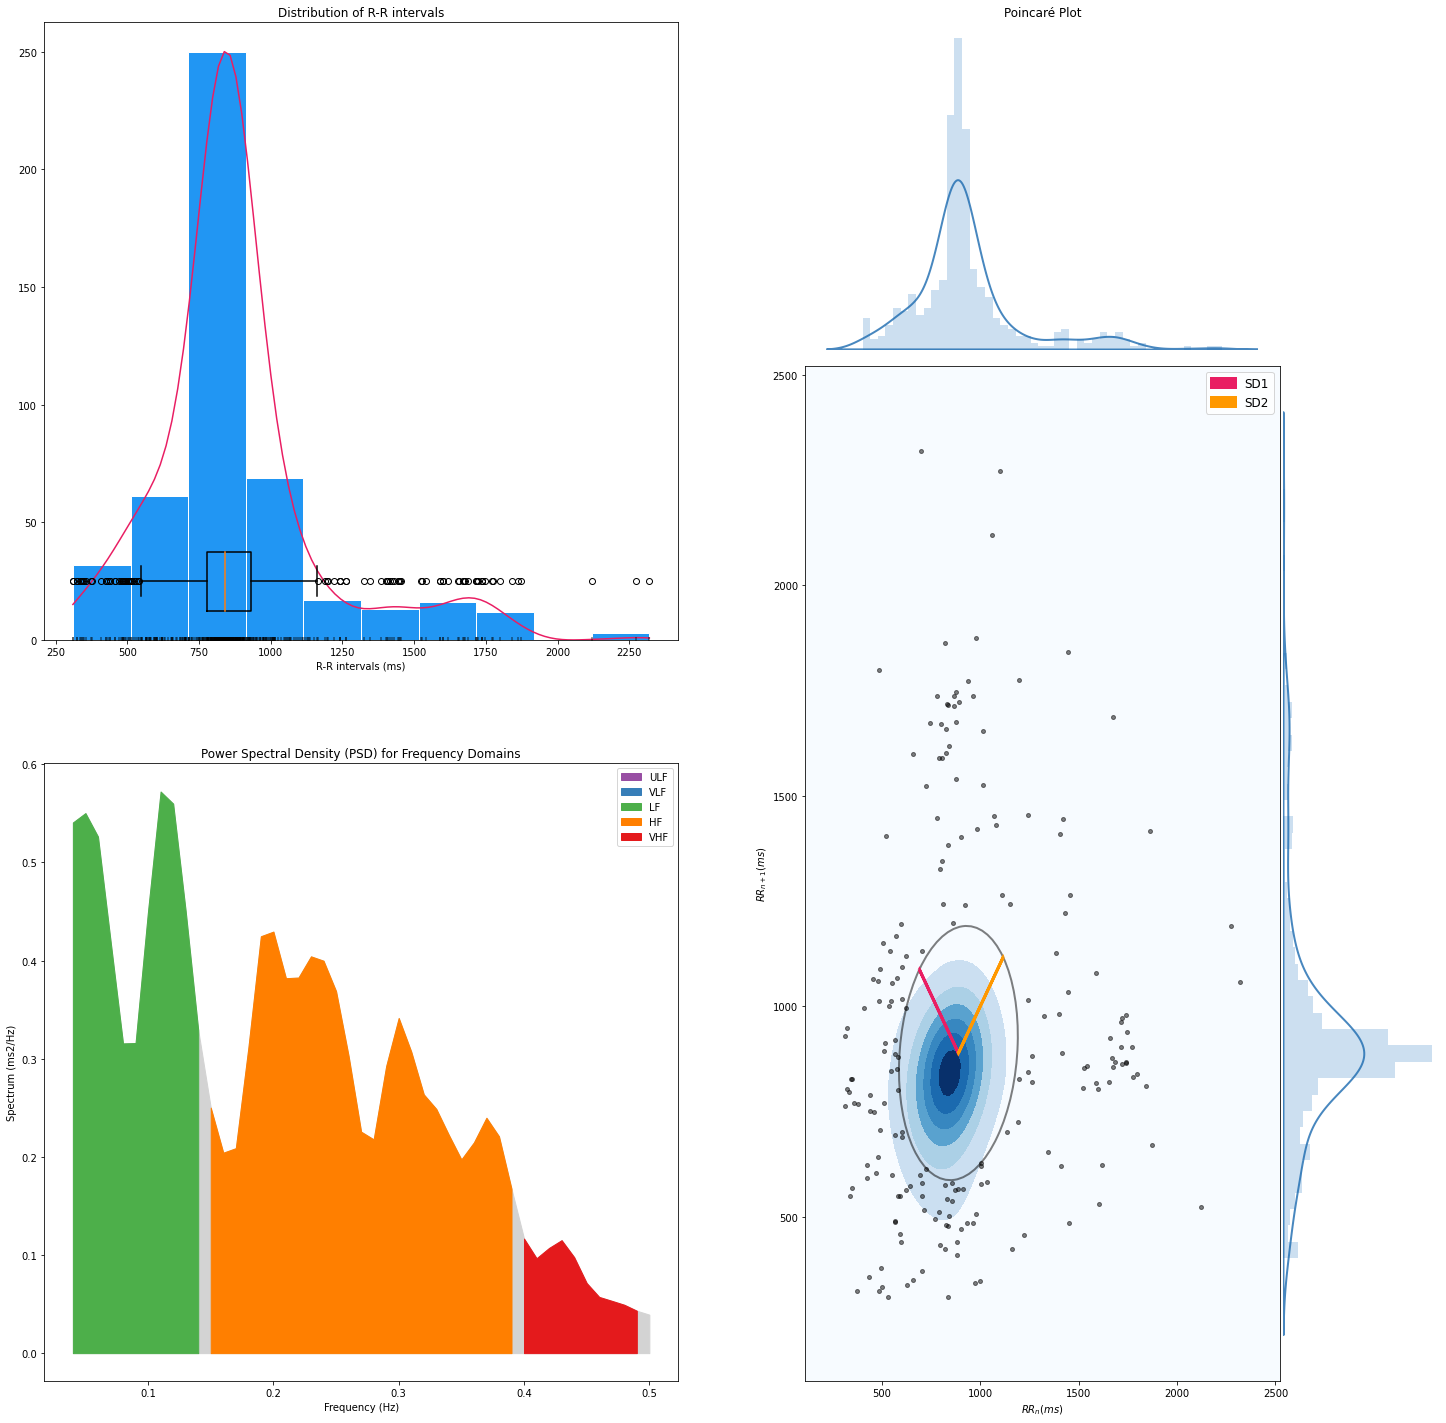 Distribution of R-R intervals
250
200
150
100
50
0
250 500 750 1000 1250 1500 1750 2000 2250
R-R intervals (ms)
Power Spectral Density (PSD) for Frequency Domains
ULF
VLF
LF
HF
VHF
0.6
0.5
0.4
0.3
0.2
0.1
0.0
Spectrum (ms2/Hz)
0.1 0.2 0.3 0.4 0.5
Frequency (Hz)
Poincaré Plot
SD1
SD2
2500
2000
1500
1000
500
RRn+1(ms)
500 1000 1500 2000 2500
RRn(ms)